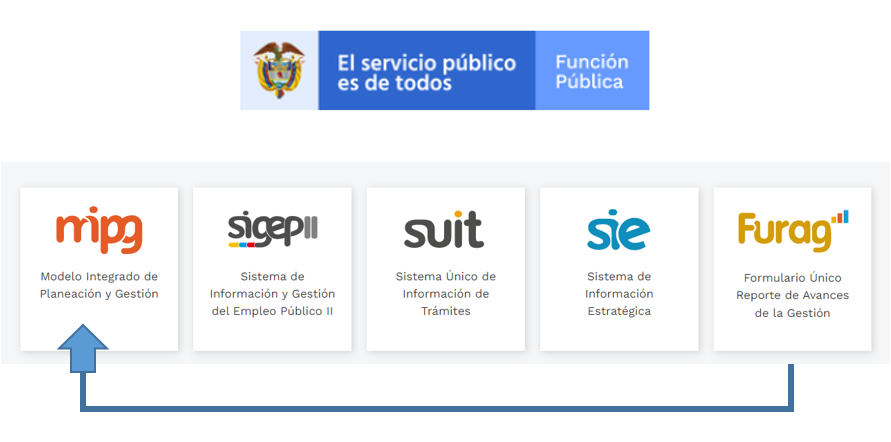 El servicio público
es de todos
Función
Pública
mipg
Modelo Integrado de
Planeación y Gestión
sigepII
Sistema de
Información y Gestión
del Empleo Público II
suit
Sistema Único de
Información de
Trámites
sie
Sistema de
Información
Estratégica
Furag
Formulario Único
Reporte de Avances
de la Gestión